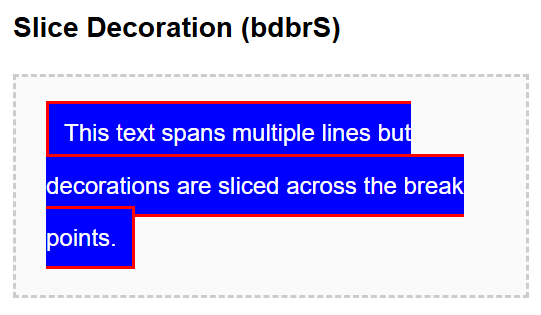 Slice Decoration (bdbrS)
This text spans multiple lines but
decorations are sliced across the break
points.